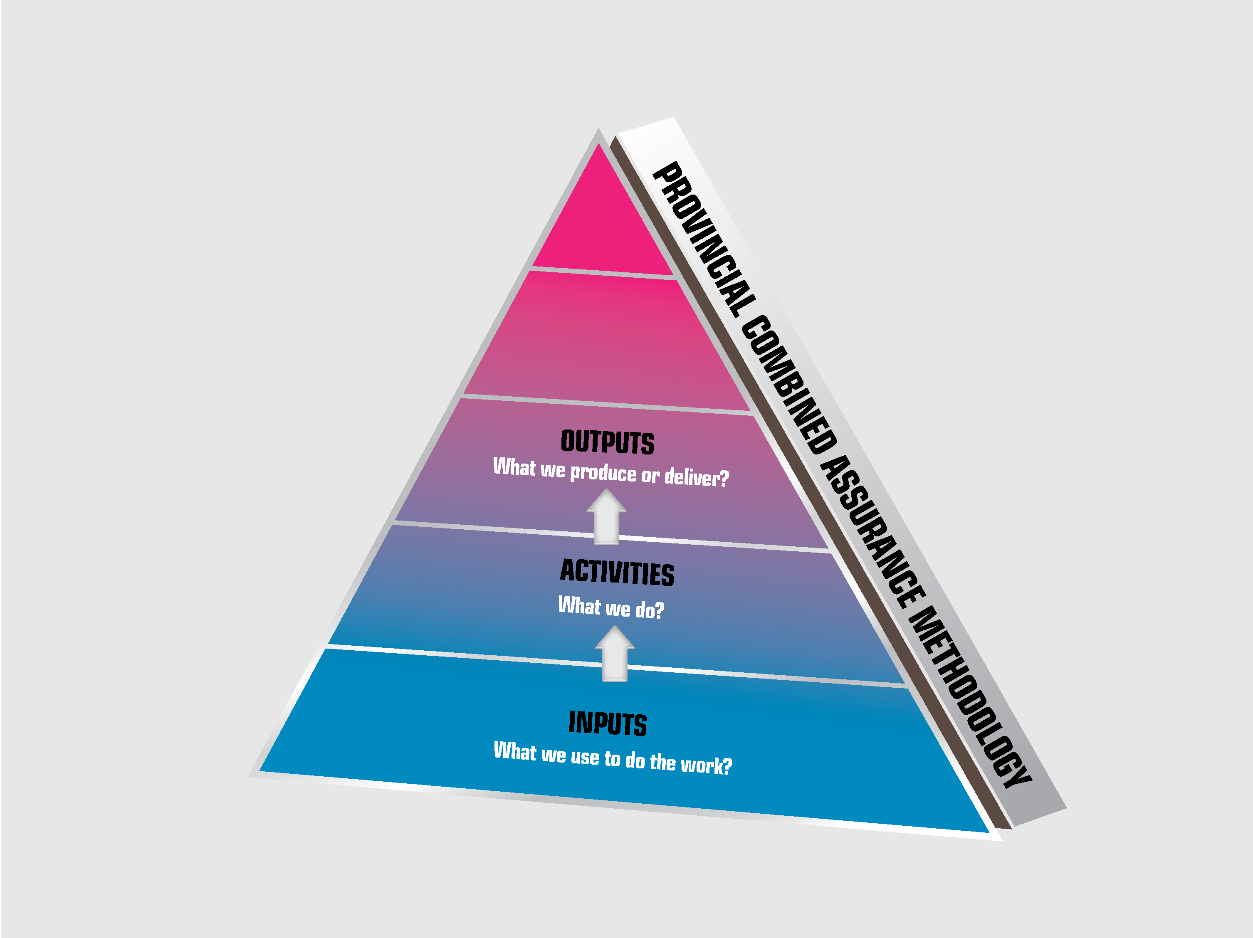 PROVINCIAL COMBINED ASSURANCE METHODOLOGY
OUTPUTS
What we produce or deliver?
ACTIVITIES
What we do?
INPUTS
What we use to do the work?